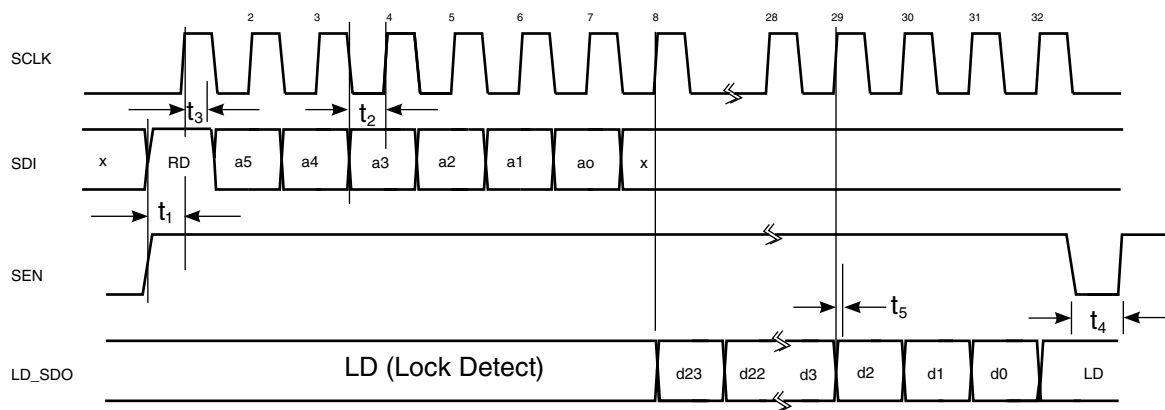 2 3 4 5 6 7 8 28 29 30 31 32
SCLK
t3 t2
SDI x RD a5 a4 a3 a2 a1 ao x
t1
SEN
t5 t4
LD_SDO LD (Lock Detect) d23 d22 d3 d2 d1 d0 LD